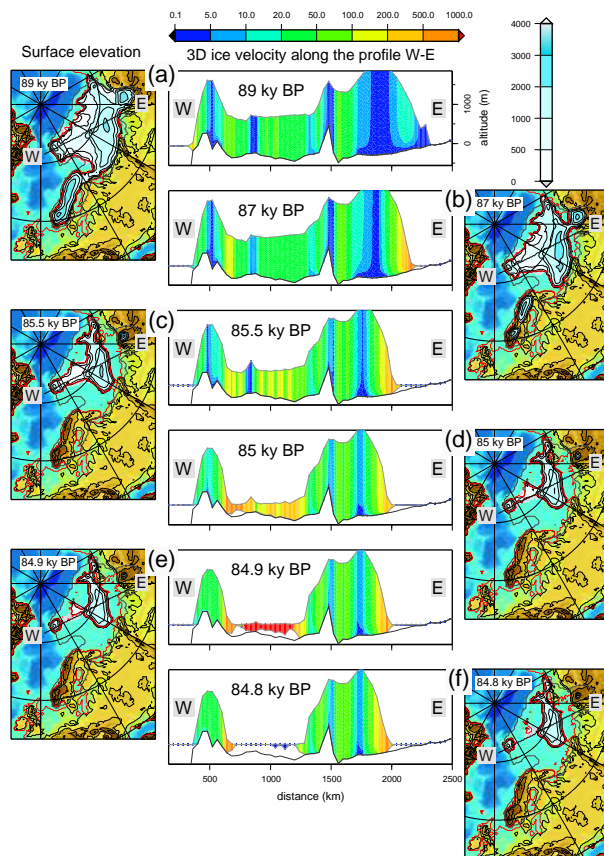 0.1 5.0 10.0 20.0 50.0 100.0 200.0 500.0 1000.0
3D ice velocity along the profile W-E
Surface elevation
4000
3000
2000
1000
500
0
altitude (m)
1000
0
(a)
89 ky BP
W
E
89 ky BP
W
E
(b)
87 ky BP
W
E
87 ky BP
W
E
(c)
85.5 ky BP
W
E
85.5 ky BP
W
E
(d)
85 ky BP
W
E
85 ky BP
W
E
(e)
84.9 ky BP
W
E
84.9 ky BP
W
E
(f)
84.8 ky BP
W
E
84.8 ky BP
W
E
500 1000 1500 2000 2500
distance (km)